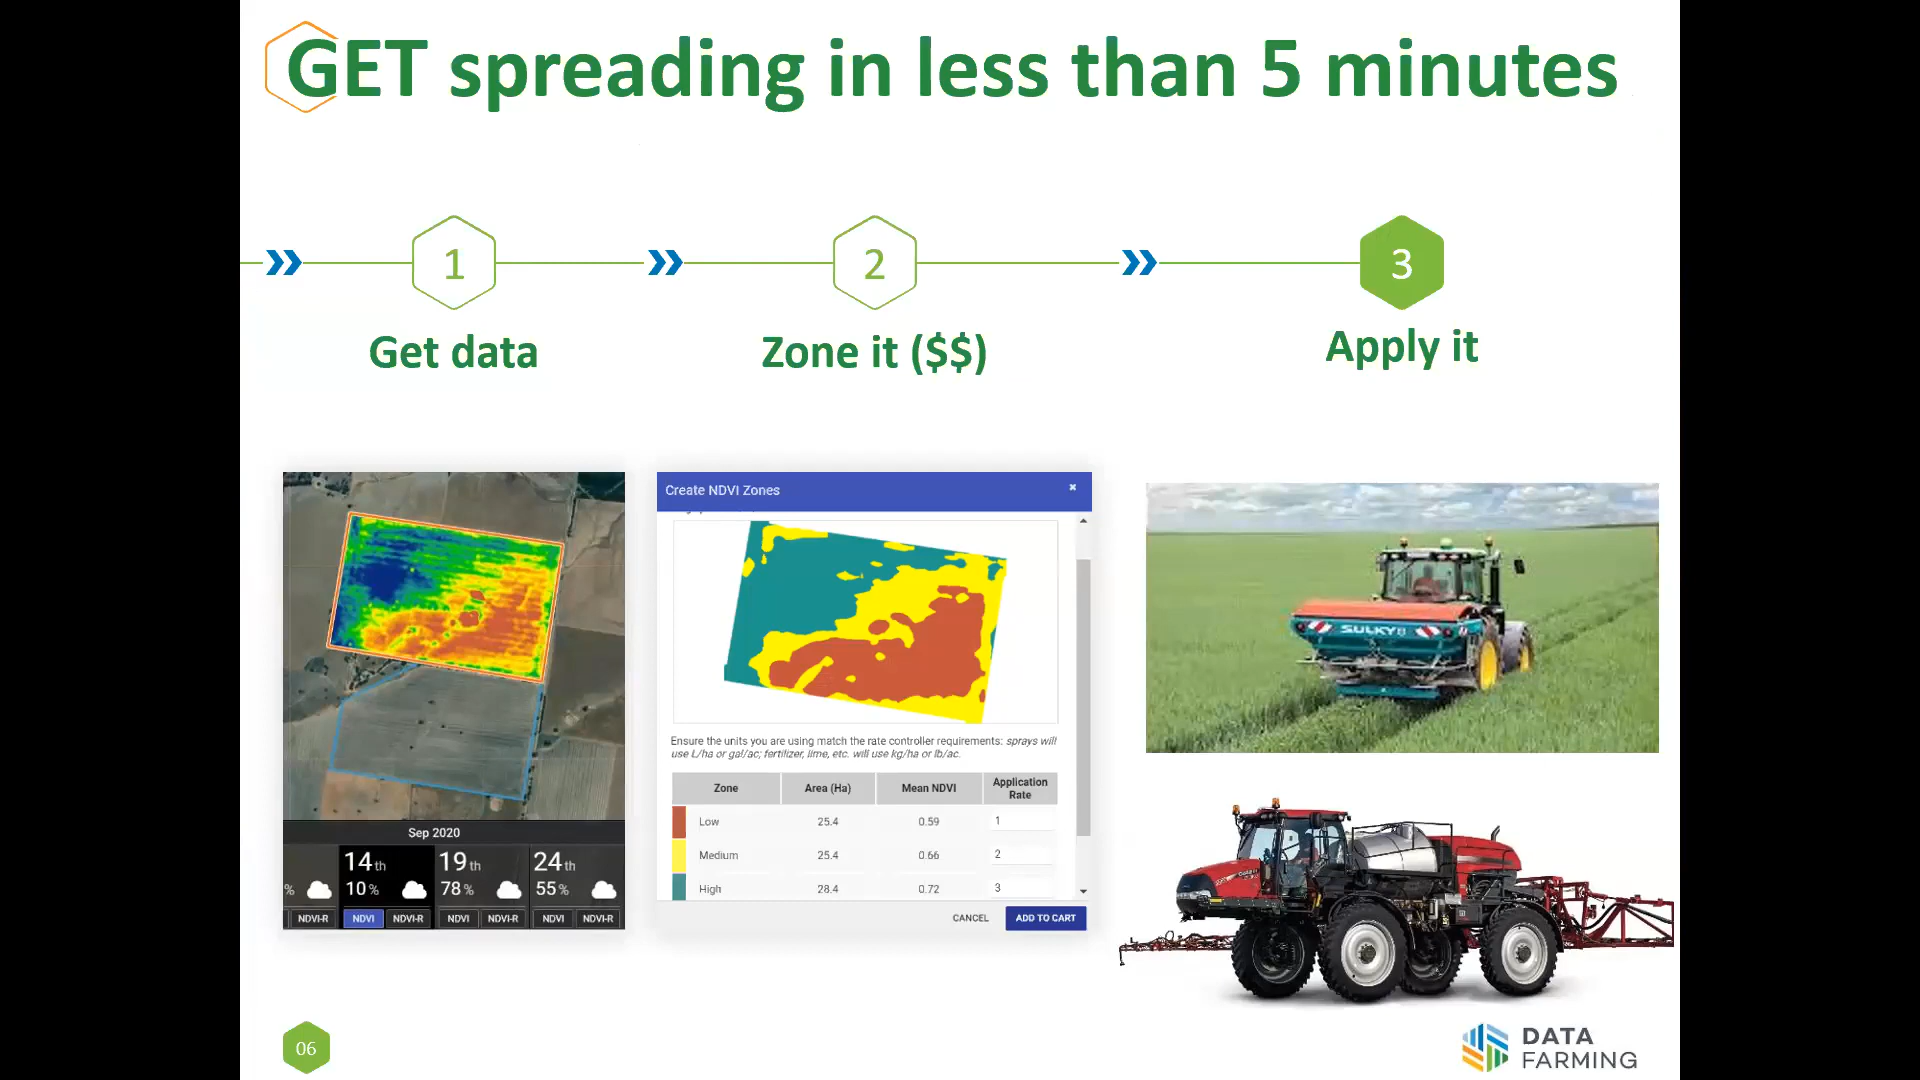 GET spreading in less than 5 minutes
1
2
3
Get data
Zone it ($$)
Apply it
Sep 2020
14th
19th
24th
%
10%
78%
55%
NDVI-R
NDVI
NDVI-R
NDVI
NDVI-R
NDVI
NDVI-R
Create NDVI Zones
Ensure the units you are using match the rate controller requirements: sprays will
use L/ha or gal/ac; fertilizer, lime, etc. will use kg/ha or lb/ac.
Zone Area (Ha) Mean NDVI Application Rate
Low 25.4 0.59 1
Medium 25.4 0.66 2
High 28.4 0.72 3
CANCEL ADD TO CART
SULKY
06
DATA
FARMING